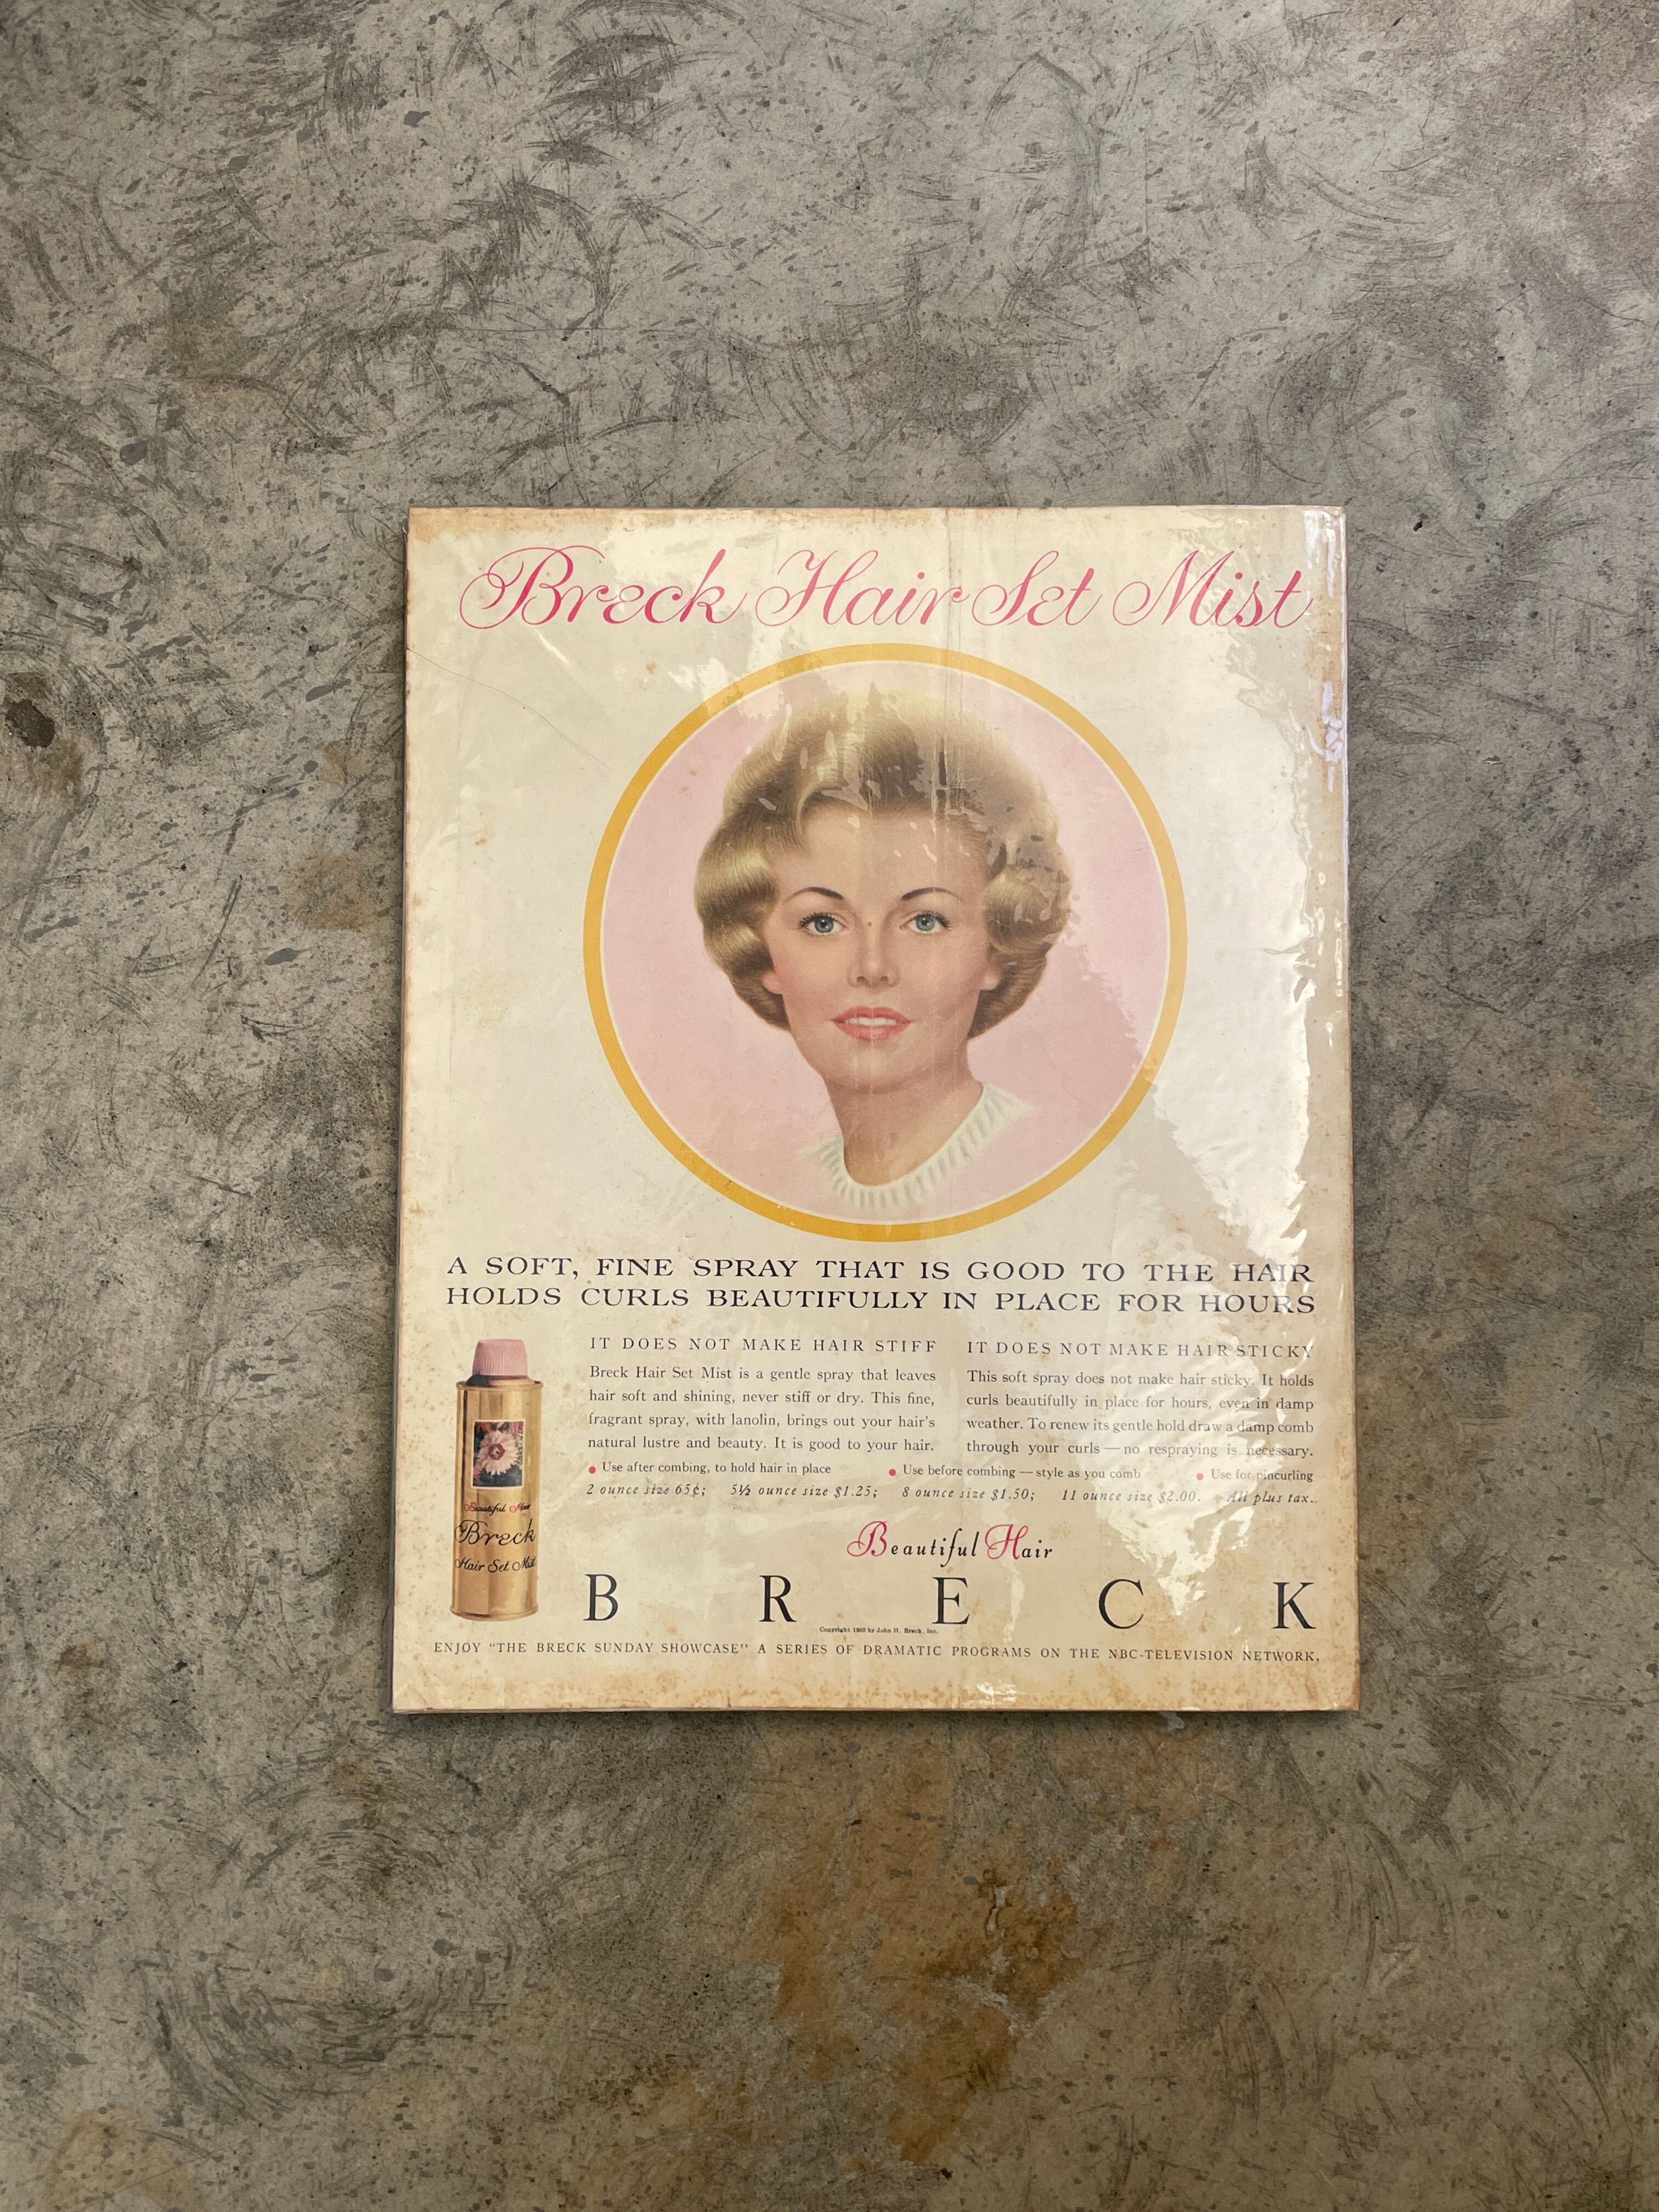 Breck Hair Set Mist
A SOFT, FINE SPRAY THAT IS GOOD TO THE HAIR
HOLDS CURLS BEAUTIFULLY IN PLACE FOR HOURS
IT DOES NOT MAKE HAIR STIFF
Breck Hair Set Mist is a gentle spray that leaves
hair soft and shining, never stiff or dry. This fine,
fragrant spray, with lanolin, brings out your hair's
natural lustre and beauty. It is good to your hair.
IT DOES NOT MAKE HAIR STICKY
This soft spray does not make hair sticky. It holds
curls beautifully in place for hours, even in damp
weather. To renew its gentle hold draw a damp comb
through your curls — no respraying is necessary.
• Use after combing, to hold hair in place • Use before combing — style as you comb • Use for pincurling
2 ounce size 65¢; 5½ ounce size $1.25; 8 ounce size $1.50; 11 ounce size $2.00. All plus tax.
Beautiful Hair
Breck
Hair Set Mist
Beautiful Hair
B R E C K
Copyright by John H. Breck, Inc.
ENJOY "THE BRECK SUNDAY SHOWCASE" A SERIES OF DRAMATIC PROGRAMS ON THE NBC-TELEVISION NETWORK.